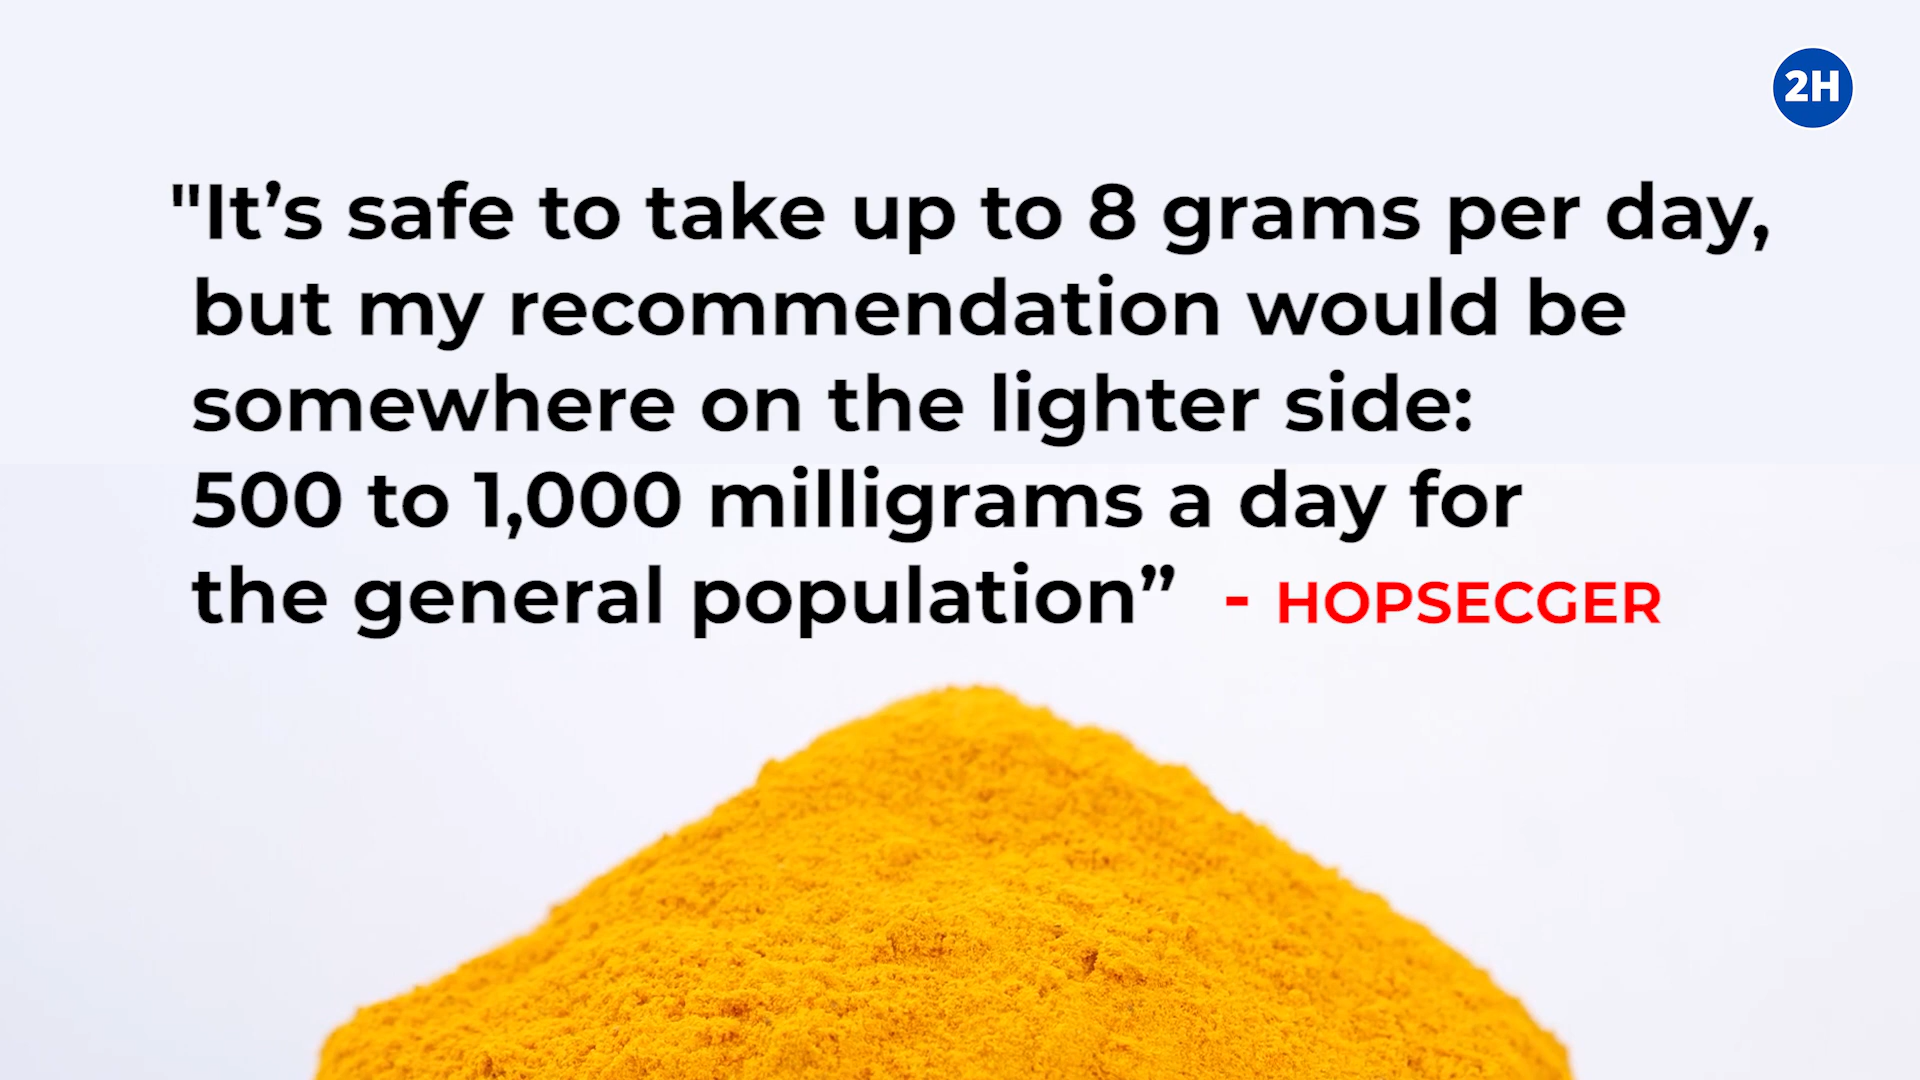 2H
"It’s safe to take up to 8 grams per day,
but my recommendation would be
somewhere on the lighter side:
500 to 1,000 milligrams a day for
the general population” - HOPSECGER